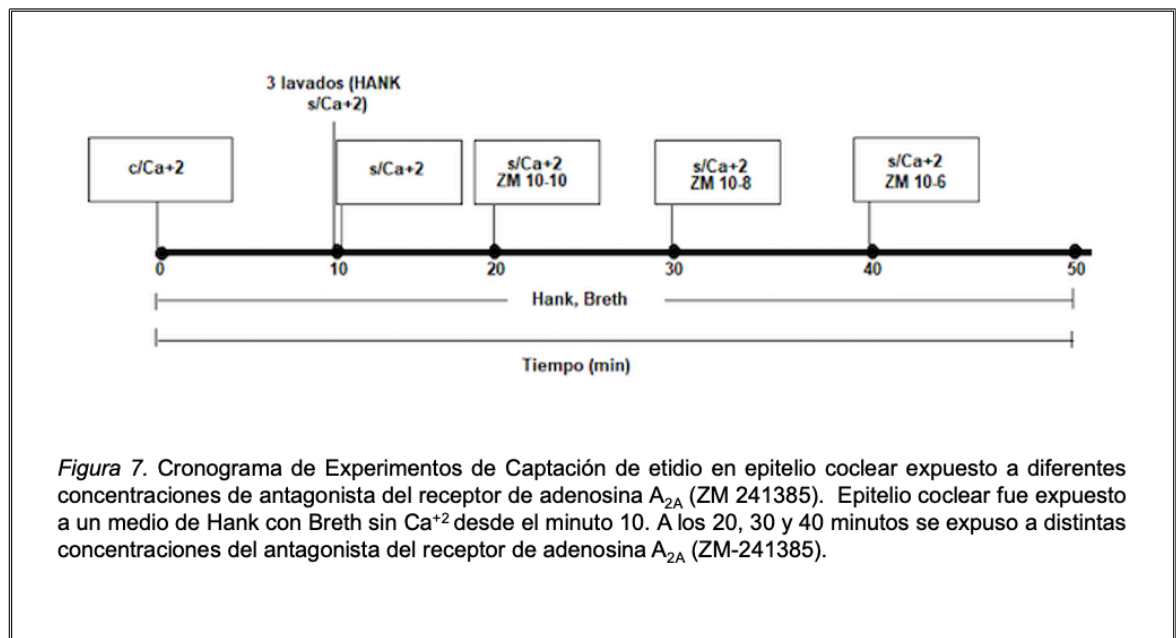 3 lavados (HANK
s/Ca+2)
c/Ca+2
s/Ca+2
s/Ca+2
ZM 10-10
s/Ca+2
ZM 10-8
s/Ca+2
ZM 10-6
0
10
20
30
40
50
Hank, Breth
Tiempo (min)
Figura 7. Cronograma de Experimentos de Captación de etidio en epitelio coclear expuesto a diferentes
concentraciones de antagonista del receptor de adenosina A2A (ZM 241385). Epitelio coclear fue expuesto
a un medio de Hank con Breth sin Ca+2 desde el minuto 10. A los 20, 30 y 40 minutos se expuso a distintas
concentraciones del antagonista del receptor de adenosina A2A (ZM-241385).